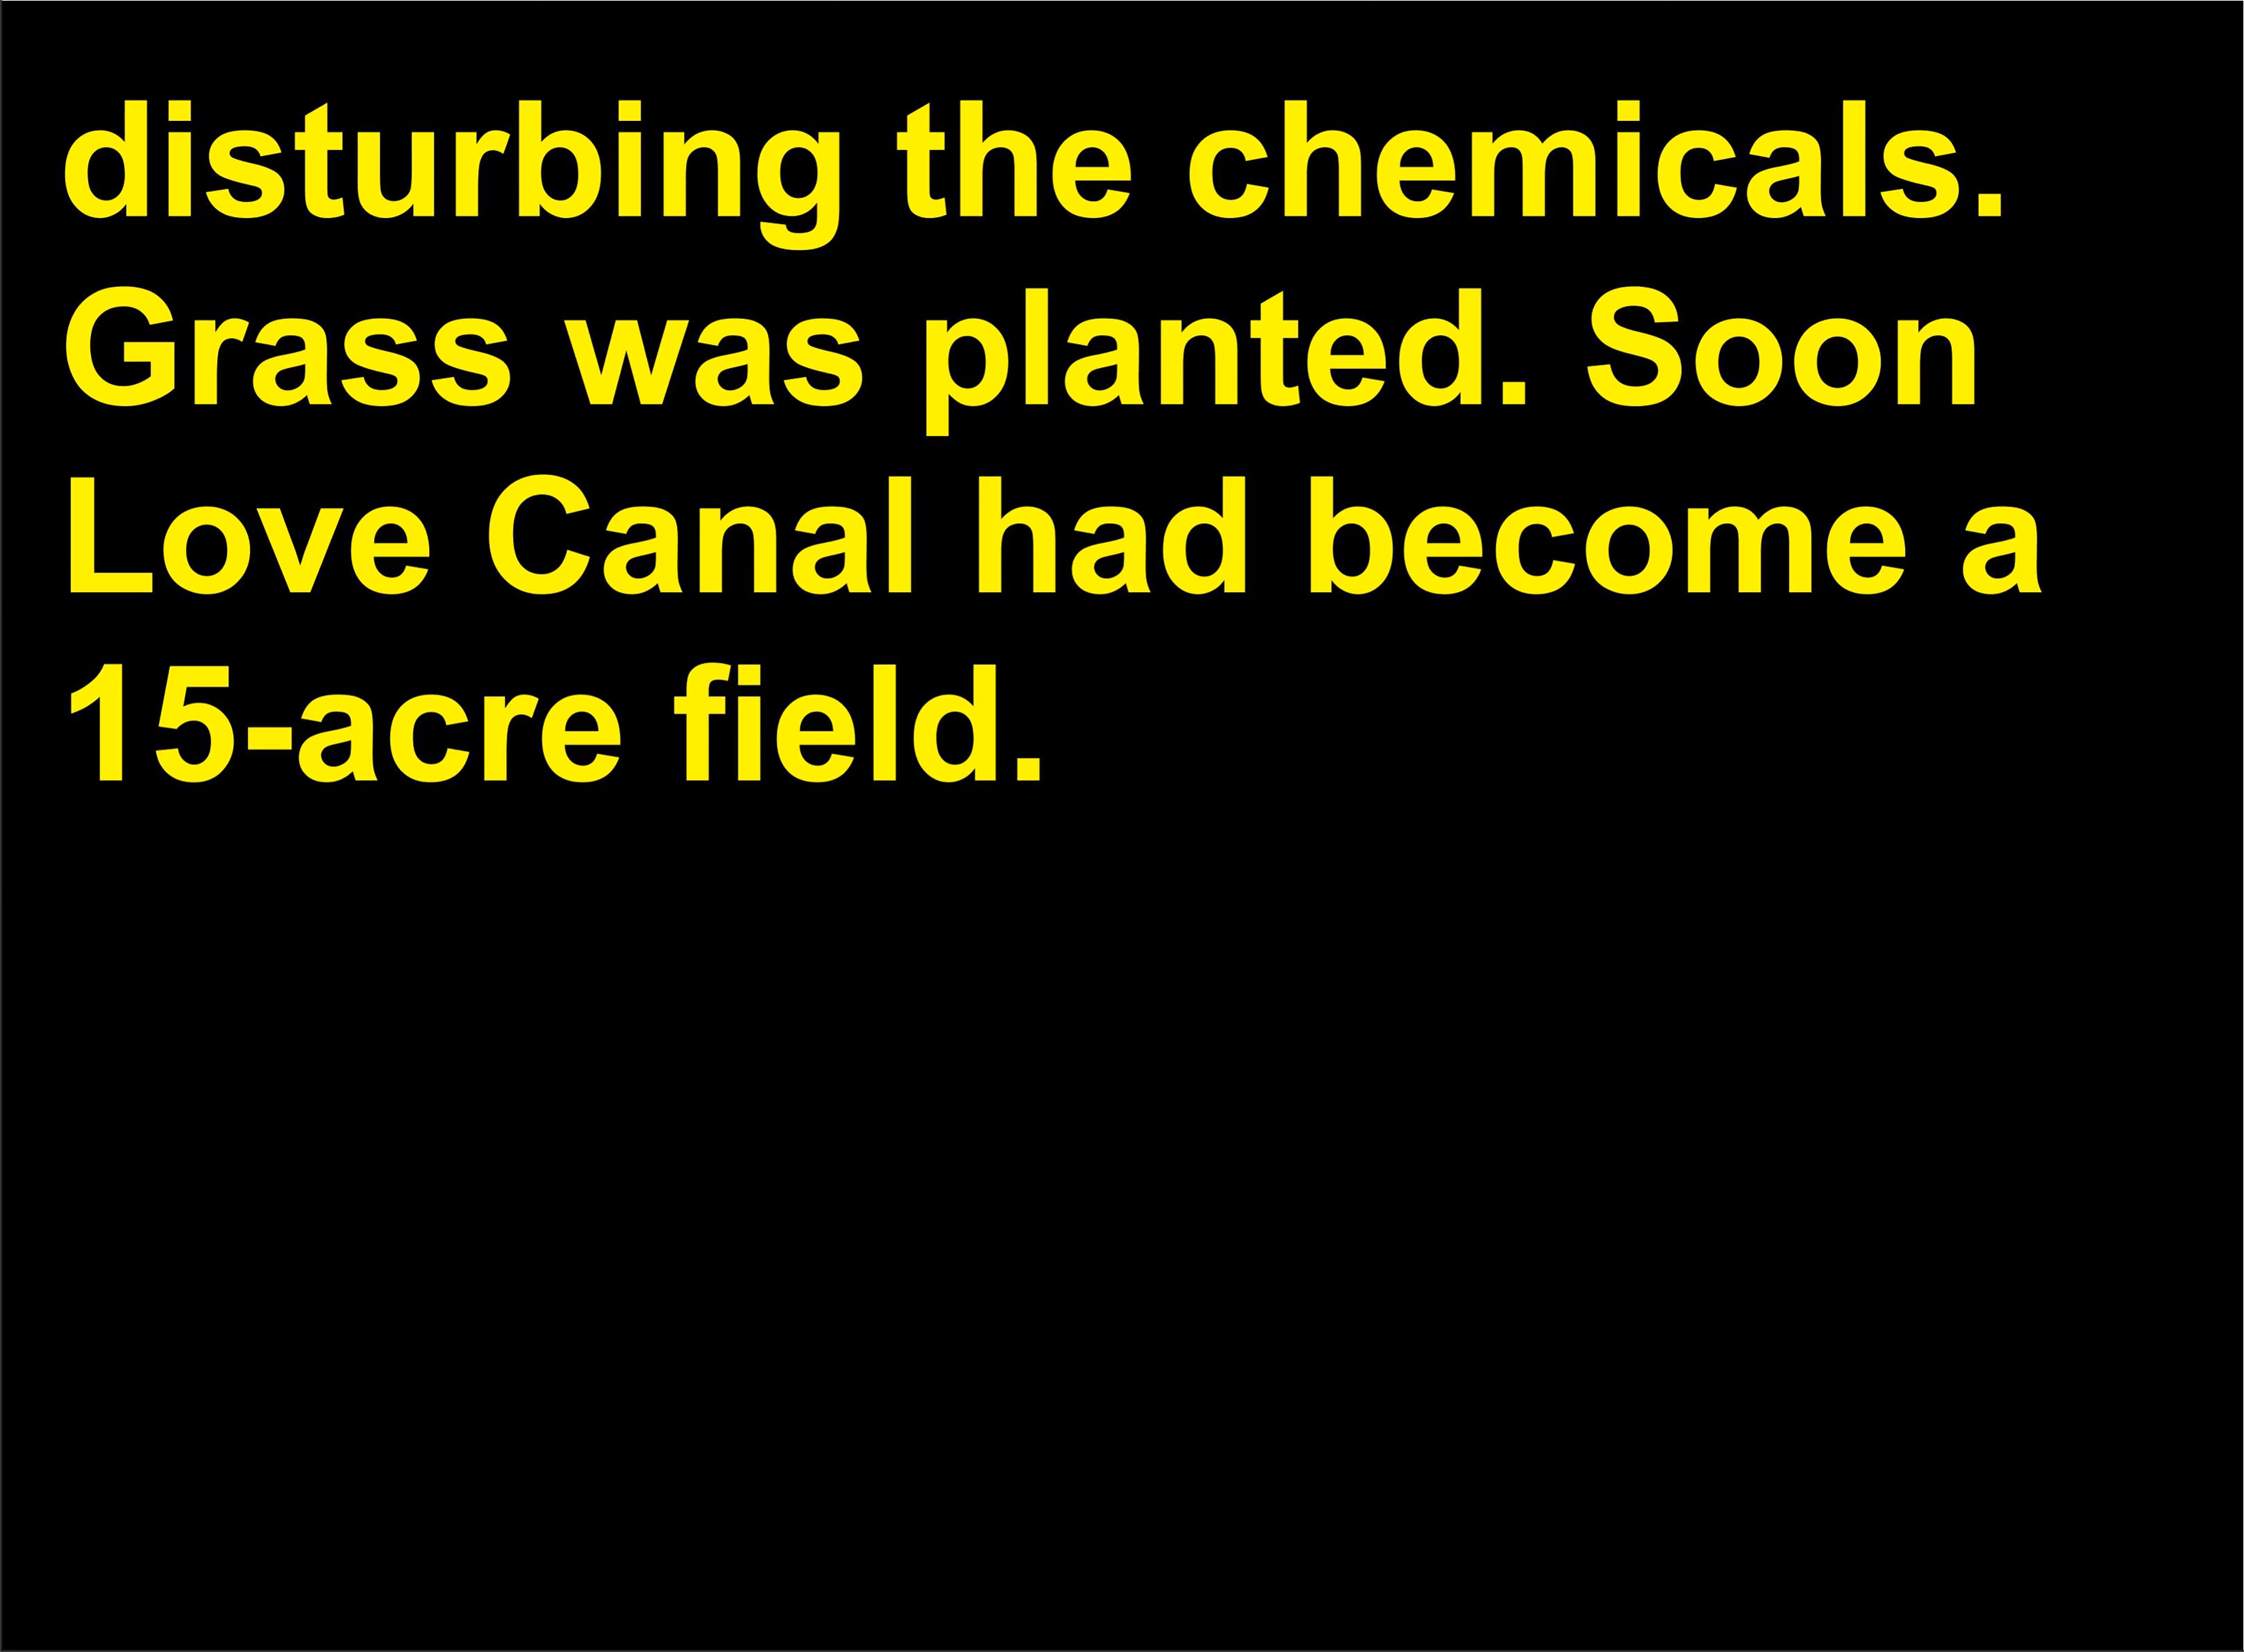 disturbing the chemicals.
Grass was planted. Soon
Love Canal had become a
15-acre field.